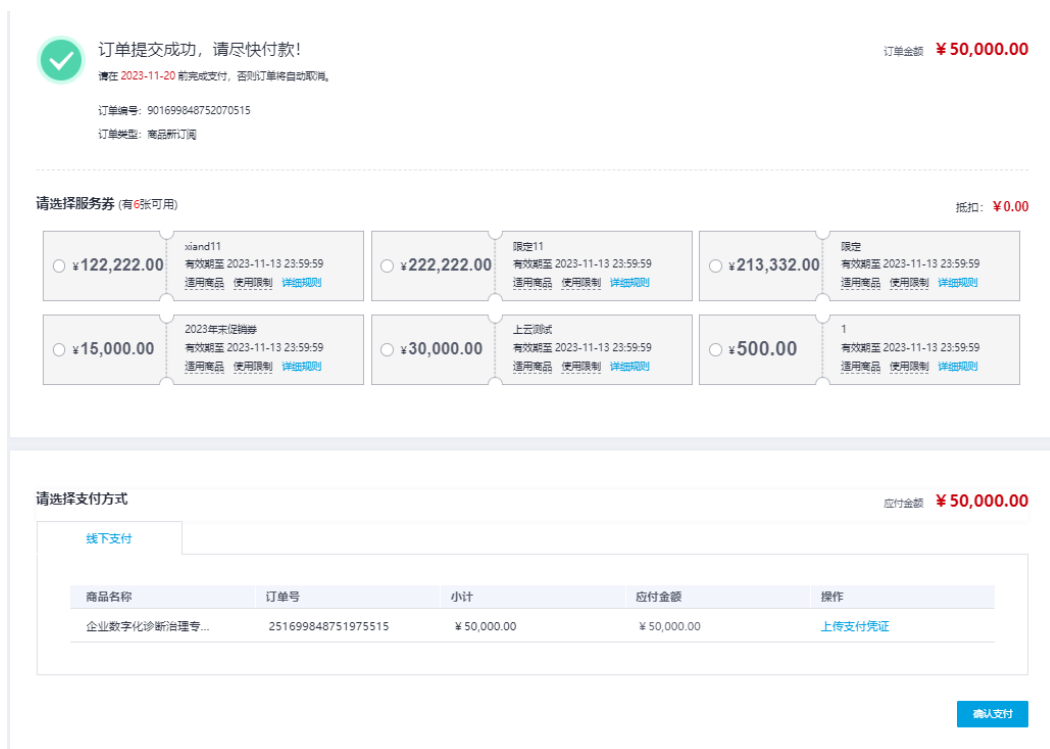 订单提交成功，请尽快付款！
订单金额 ￥50,000.00
请在 2023-11-20 前完成支付，否则订单将自动取消。
订单编号：901699848752070515
订单类型：商品新订阅
请选择服务券 (有6张可用)
抵扣：￥0.00
¥122,222.00
xiand11
有效期至 2023-11-13 23:59:59
适用商品 使用限制 详细规则
¥222,222.00
限定11
有效期至 2023-11-13 23:59:59
适用商品 使用限制 详细规则
¥213,332.00
限定
有效期至 2023-11-13 23:59:59
适用商品 使用限制 详细规则
¥15,000.00
2023年末促销券
有效期至 2023-11-13 23:59:59
适用商品 使用限制 详细规则
¥30,000.00
上云测试
有效期至 2023-11-13 23:59:59
适用商品 使用限制 详细规则
¥500.00
1
有效期至 2023-11-13 23:59:59
适用商品 使用限制 详细规则
请选择支付方式
应付金额 ￥50,000.00
线下支付
商品名称 订单号 小计 应付金额 操作
企业数字化诊断治理专... 251699848751975515 ￥50,000.00 ￥50,000.00 上传支付凭证
确认支付